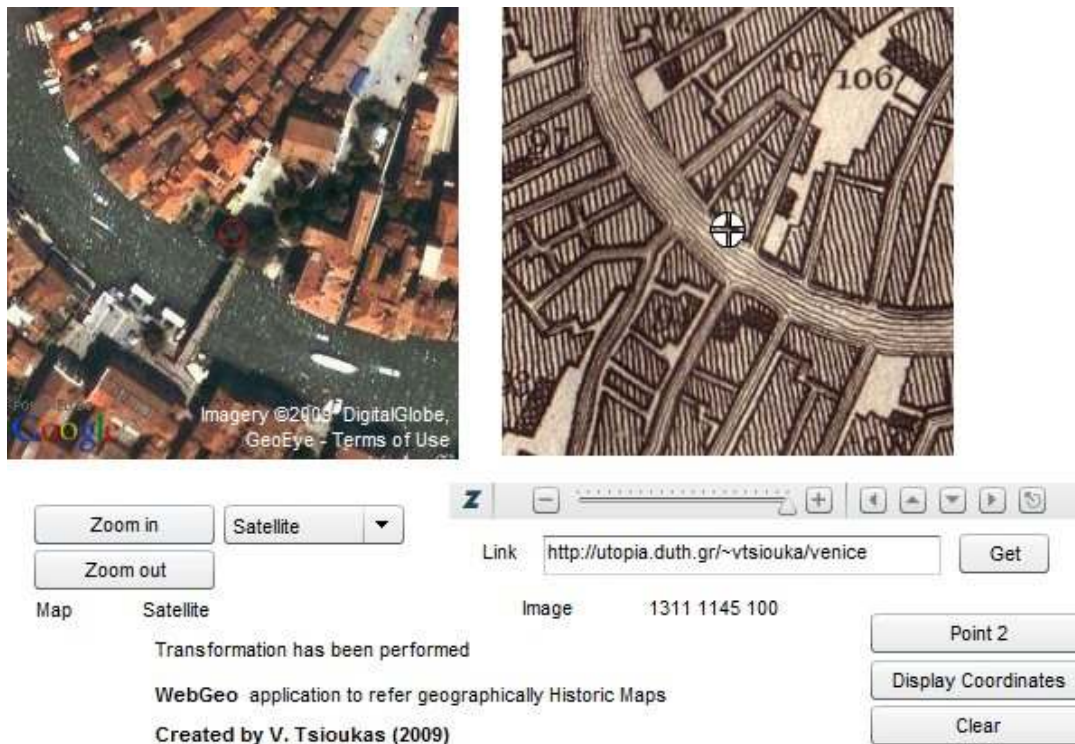 Google
Imagery ©2009 DigitalGlobe,
GeoEye - Terms of Use
97
107
106
Zoom in
Satellite
Zoom out
Map Satellite
Link http://utopia.duth.gr/~vtsiouka/venice Get
Image 1311 1145 100
Point 2
Transformation has been performed
Display Coordinates
WebGeo application to refer geographically Historic Maps
Clear
Created by V. Tsioukas (2009)